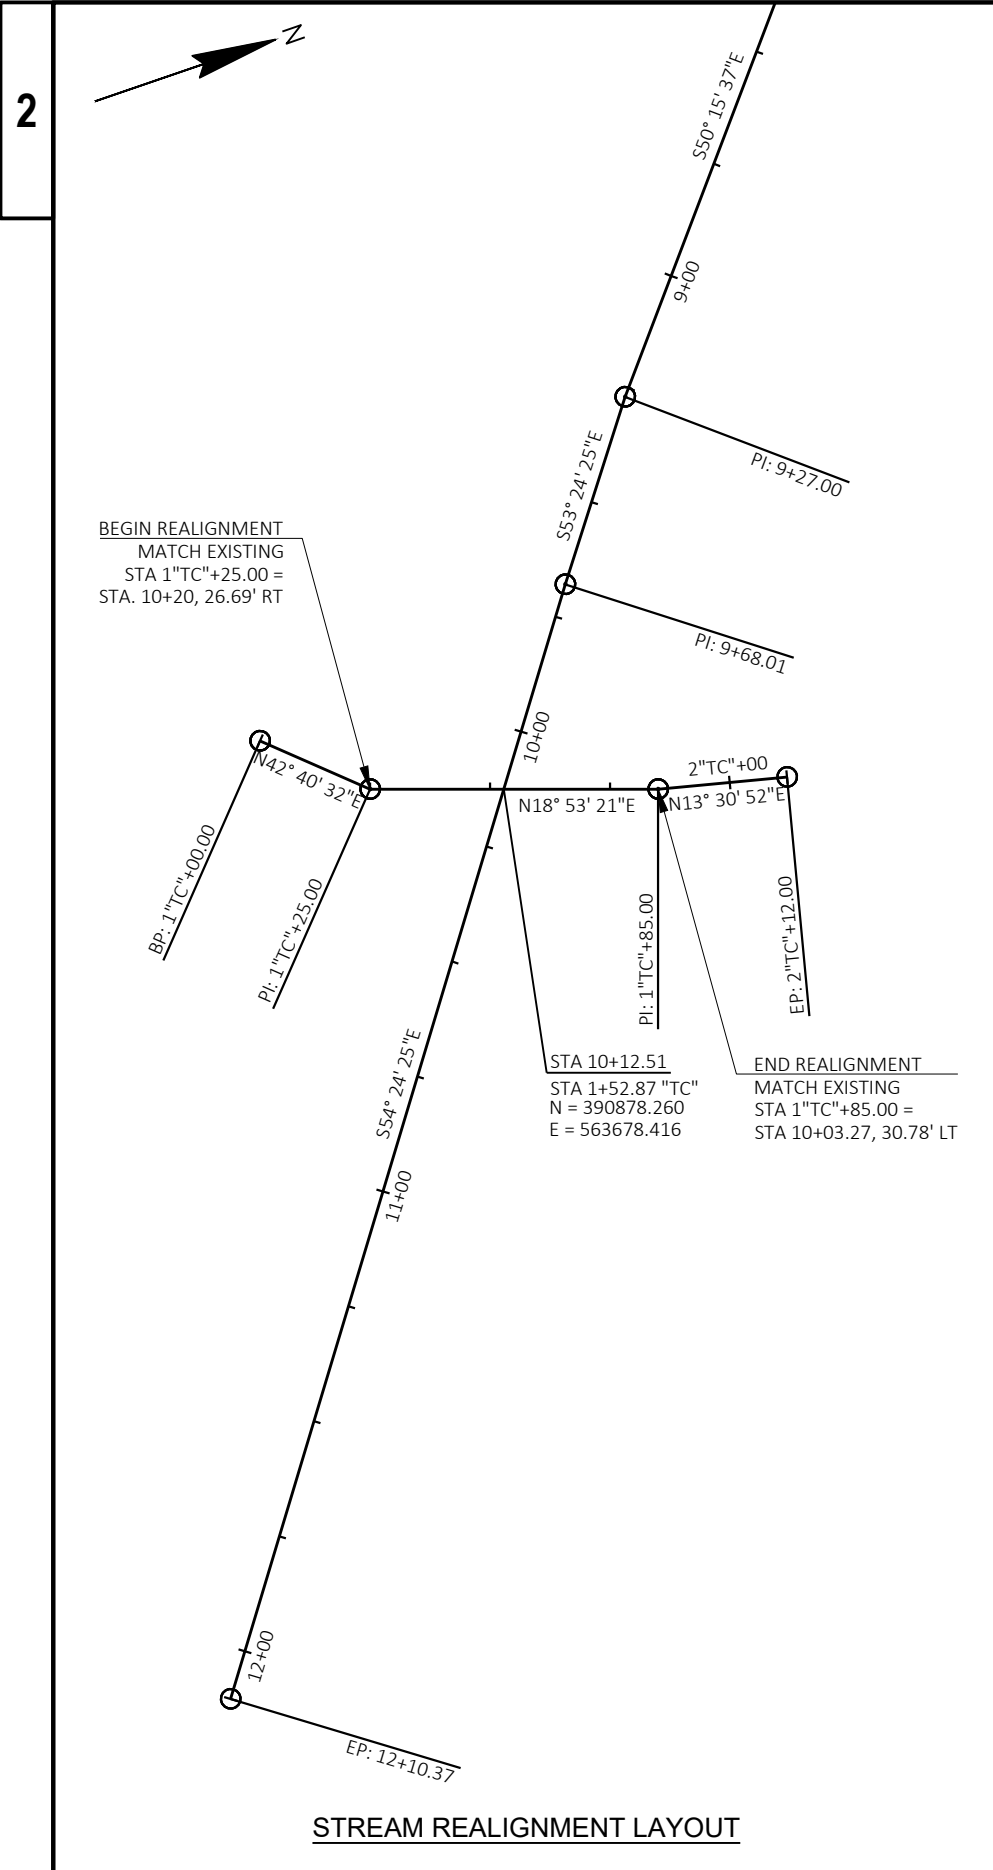 2
N
S50° 15' 37"E
9+00
PI: 9+27.00
S53° 24' 25"E
BEGIN REALIGNMENT
MATCH EXISTING
STA 1"TC"+25.00 =
STA. 10+20, 26.69' RT
PI: 9+68.01
10+00
N42° 40' 32"E
2"TC"+00
N18° 53' 21"E
N13° 30' 52"E
BP: 1"TC"+00.00
PI: 1"TC"+25.00
PI: 1"TC"+85.00
EP: 2"TC"+12.00
S54° 24' 25"E
STA 10+12.51
STA 1+52.87 "TC"
N = 390878.260
E = 563678.416
END REALIGNMENT
MATCH EXISTING
STA 1"TC"+85.00 =
STA 10+03.27, 30.78' LT
11+00
12+00
EP: 12+10.37
STREAM REALIGNMENT LAYOUT